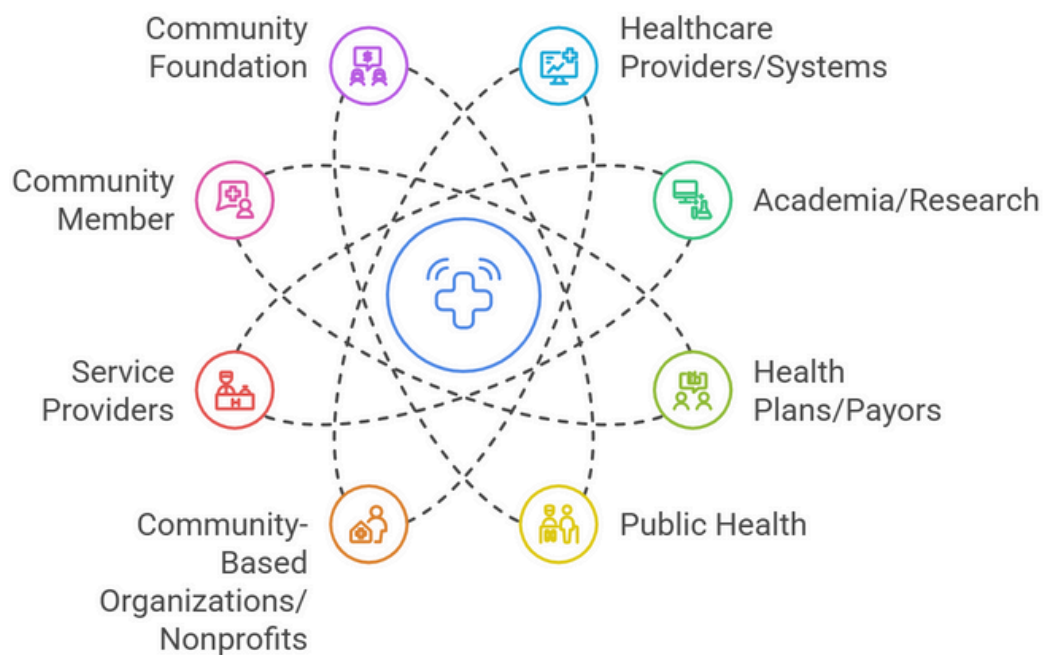 Community
Foundation
Healthcare
Providers/Systems
Community
Member
Academia/Research
Service
Providers
Health
Plans/Payors
Community-
Based
Organizations/
Nonprofits
Public Health
H
$